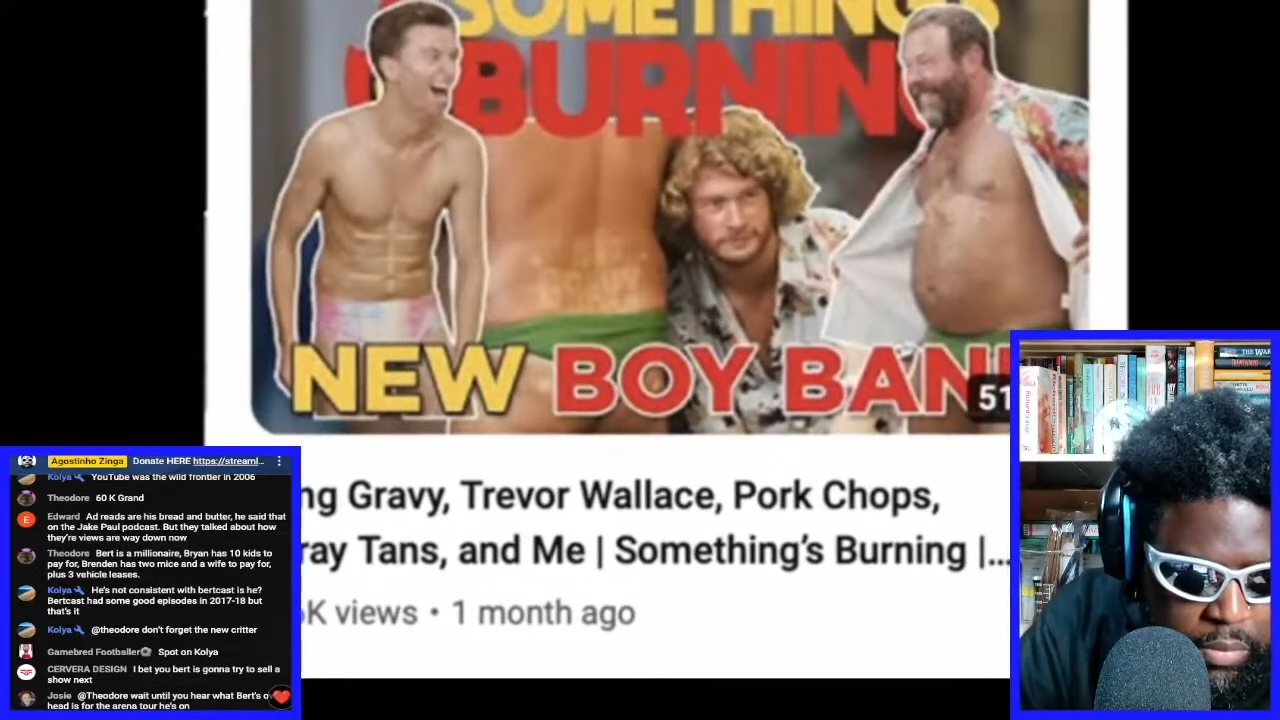 SOMETHING'S
BURNING
NEW BOY BAN
51
ng Gravy, Trevor Wallace, Pork Chops,
ray Tans, and Me | Something's Burning |...
K views • 1 month ago
Agostinho Zinga Donate HERE https://streaml...
Kolya YouTube was the wild frontier in 2006
Theodore 60 K Grand
Edward Ad reads are his bread and butter, he said that
on the Jake Paul podcast. But they talked about how
they're views are way down now
Theodore Bert is a millionaire, Bryan has 10 kids to
pay for, Brenden has two mice and a wife to pay for,
plus 3 vehicle leases.
Kolya He's not consistent with bertcast is he?
Bertcast had some good episodes in 2017-18 but
that's it
Kolya @theodore don't forget the new critter
Gamebred Footballer Spot on Kolya
CERVERA DESIGN I bet you bert is gonna try to sell a
show next
Josie @Theodore wait until you hear what Bert's ov
head is for the arena tour he's on
THE WAR